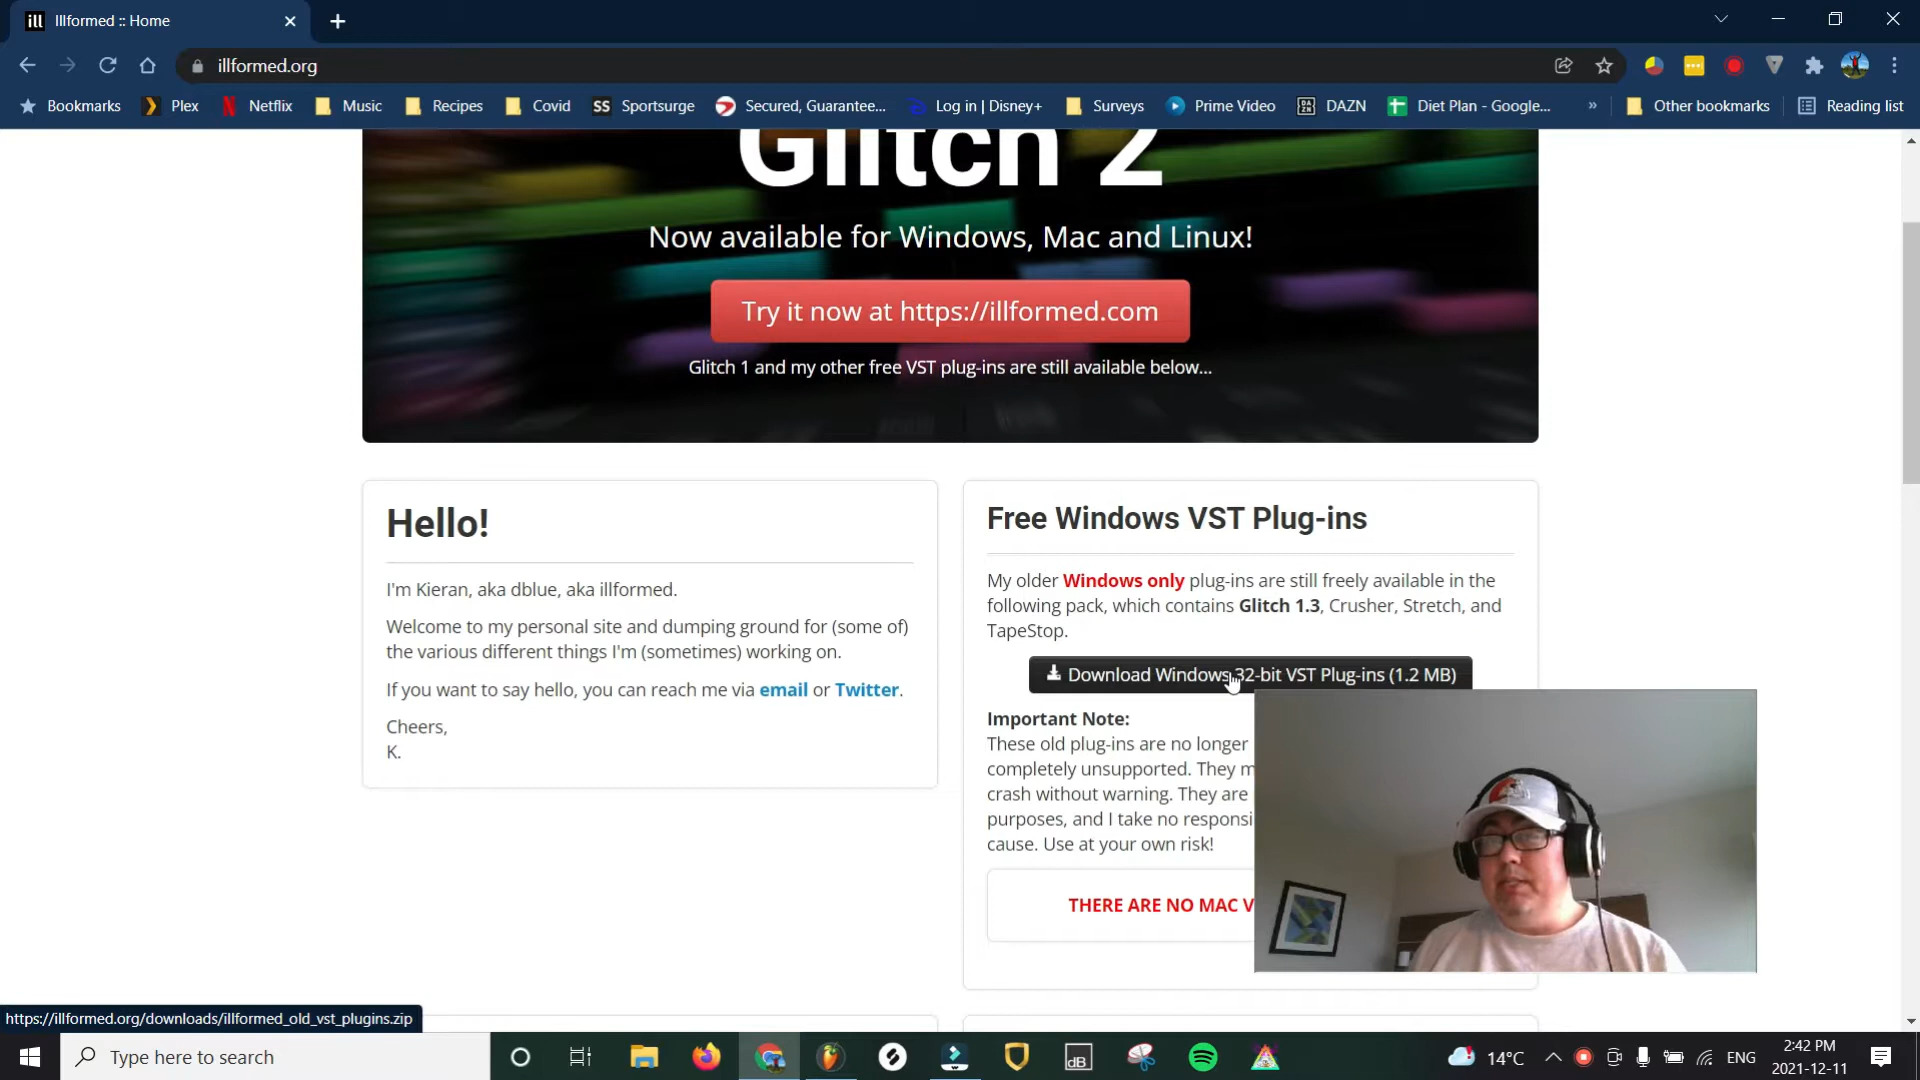 ill Illformed :: Home
illformed.org
Bookmarks Plex Netflix Music Recipes Covid SS Sportsurge Secured, Guarantee... Log in | Disney+ Surveys Prime Video DAZN Diet Plan - Google... » Other bookmarks Reading list
Glitch 2
Now available for Windows, Mac and Linux!
Try it now at https://illformed.com
Glitch 1 and my other free VST plug-ins are still available below...
Hello!
I'm Kieran, aka dblue, aka illformed.
Welcome to my personal site and dumping ground for (some of)
the various different things I'm (sometimes) working on.
If you want to say hello, you can reach me via email or Twitter.
Cheers,
K.
Free Windows VST Plug-ins
My older Windows only plug-ins are still freely available in the
following pack, which contains Glitch 1.3, Crusher, Stretch, and
TapeStop.
Download Windows 32-bit VST Plug-ins (1.2 MB)
Important Note:
These old plug-ins are no longer
completely unsupported. They m
crash without warning. They are
purposes, and I take no responsi
cause. Use at your own risk!
THERE ARE NO MAC V
https://illformed.org/downloads/illformed_old_vst_plugins.zip
Type here to search
dB
14°C
ENG
2:42 PM
2021-12-11